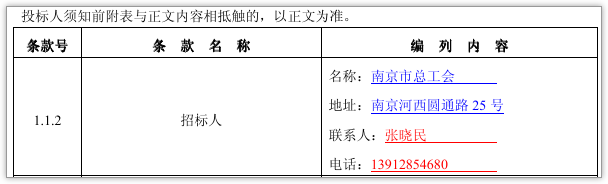 投标人须知前附表与正文内容相抵触的，以正文为准。
条款号 条 款 名 称 编 列 内 容
1.1.2 招标人
名称：南京市总工会
地址：南京河西圆通路 25 号
联系人：张晓民
电话：13912854680